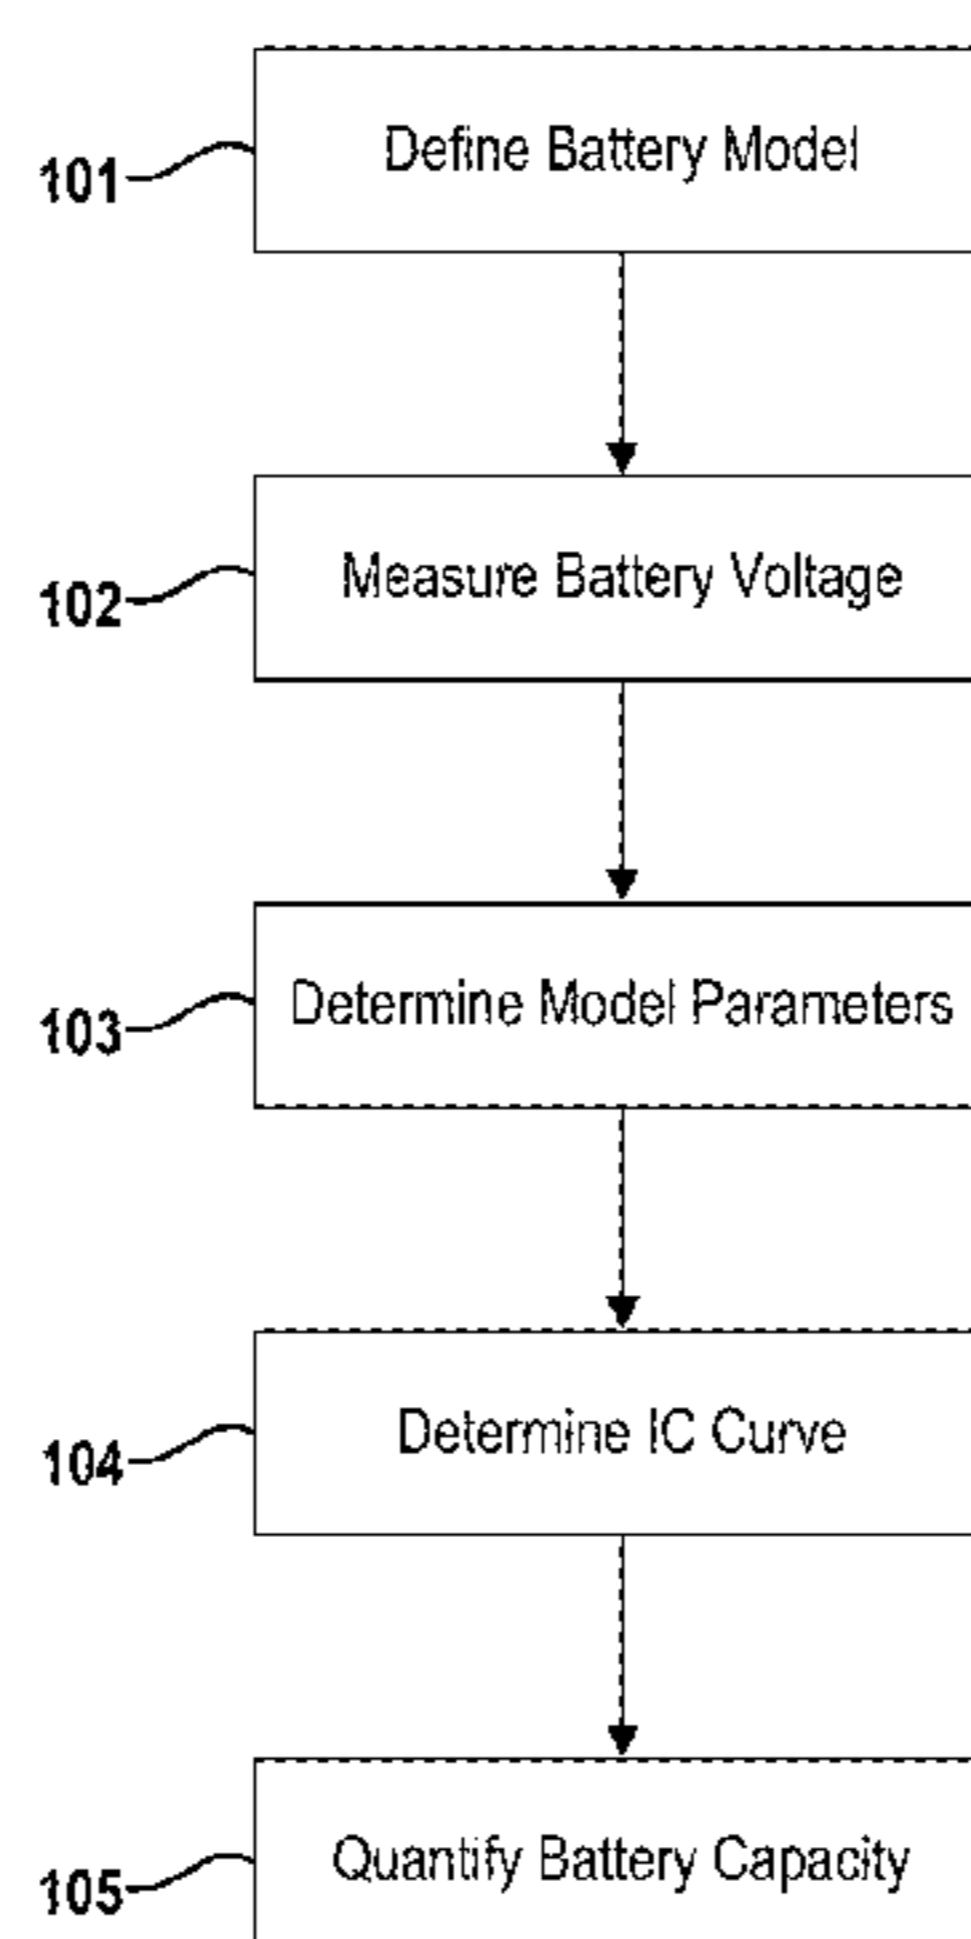 101
Define Battery Model
102
Measure Battery Voltage
103
Determine Model Parameters
104
Determine IC Curve
105
Quantify Battery Capacity